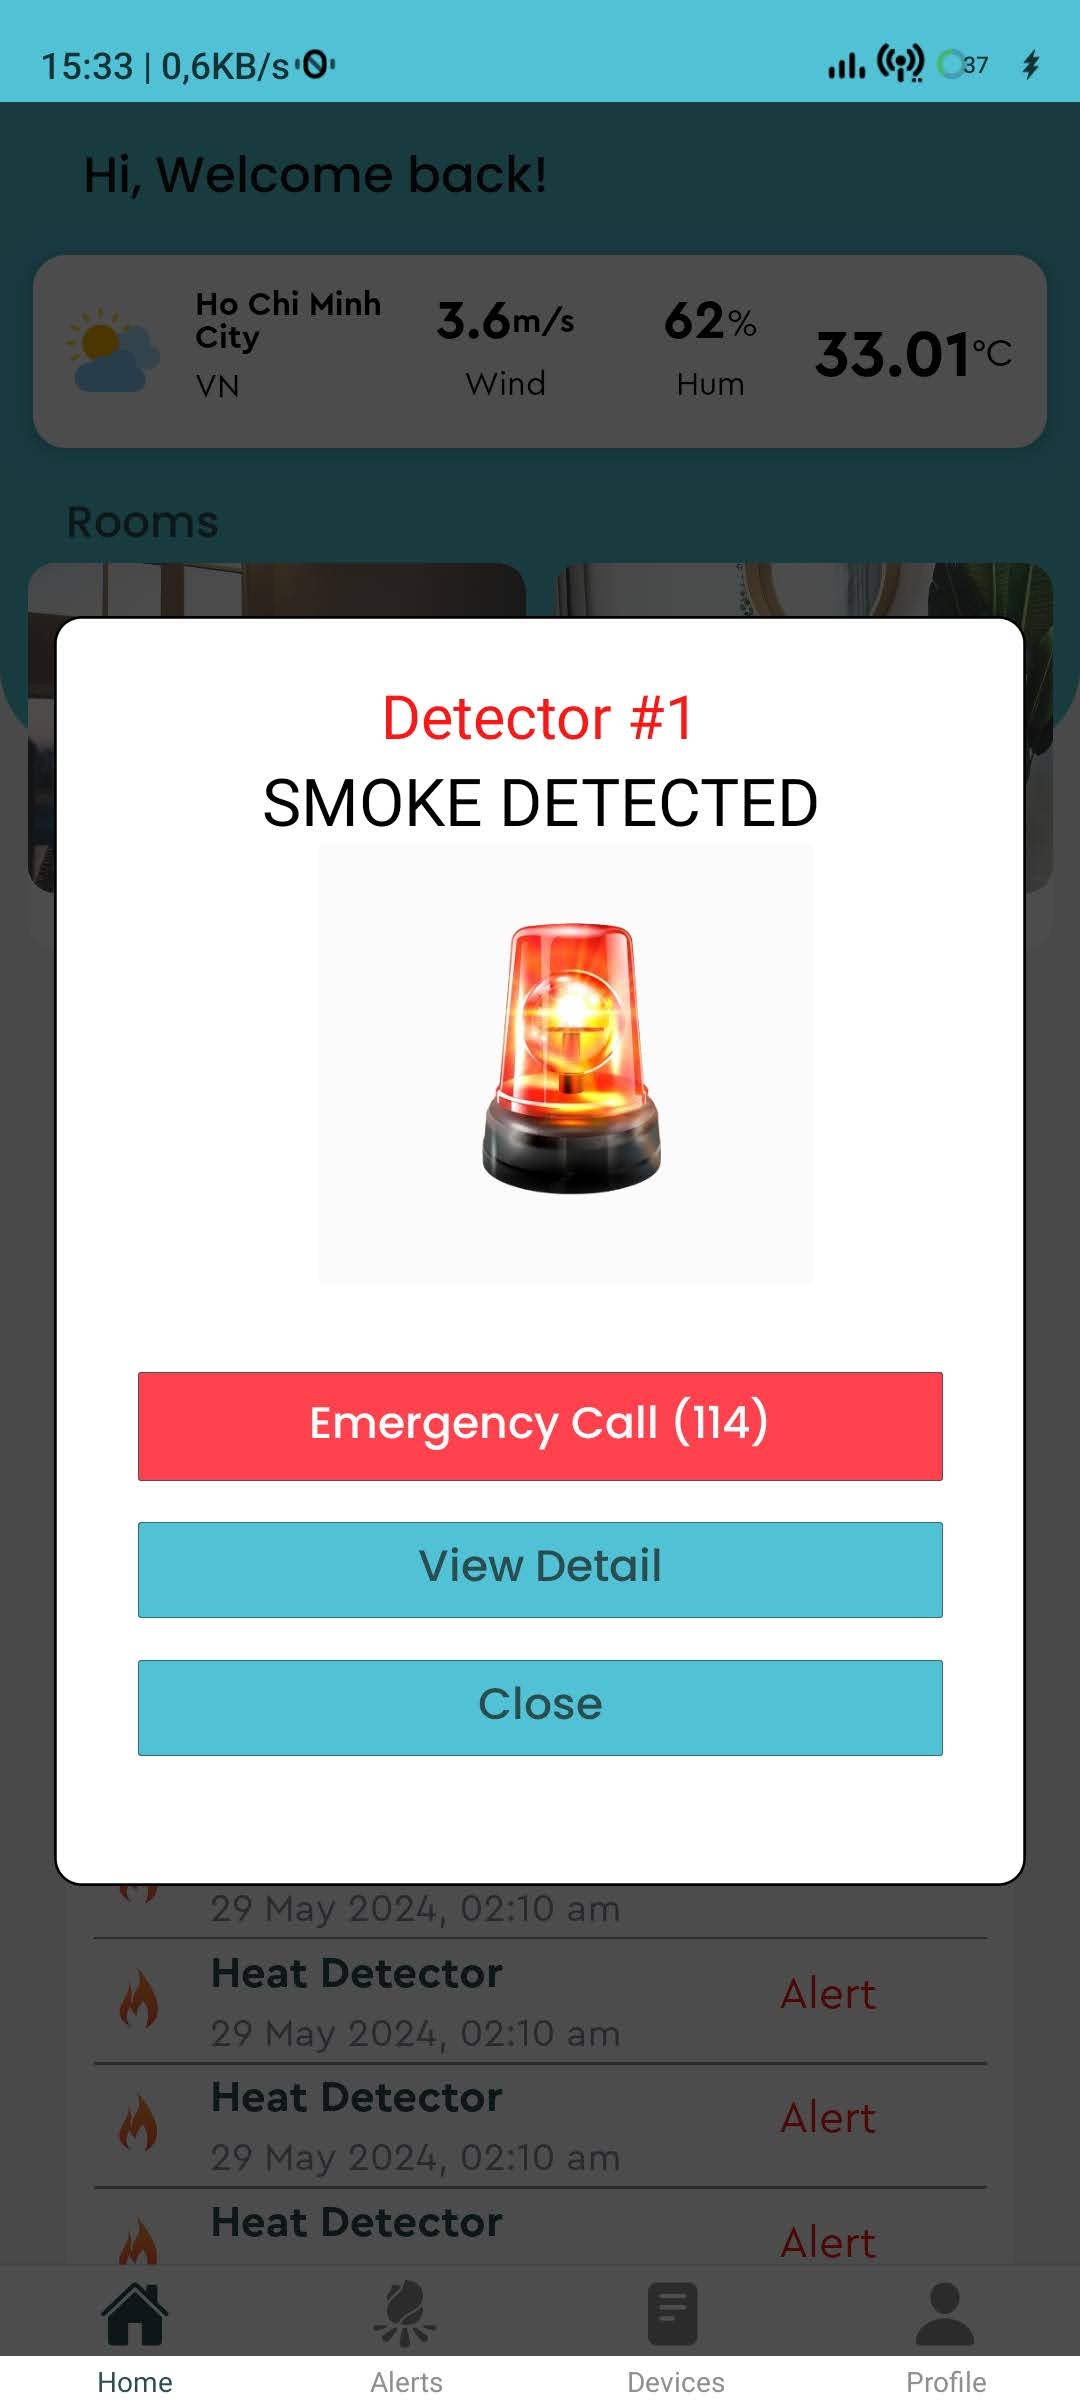 15:33 | 0,6KB/s
37
Hi, Welcome back!
Ho Chi Minh
City
VN
3.6m/s
Wind
62%
Hum
33.01°C
Rooms
Detector #1
SMOKE DETECTED
Emergency Call (114)
View Detail
Close
29 May 2024, 02:10 am
Heat Detector
Alert
29 May 2024, 02:10 am
Heat Detector
Alert
29 May 2024, 02:10 am
Heat Detector
Alert
Home
Alerts
Devices
Profile